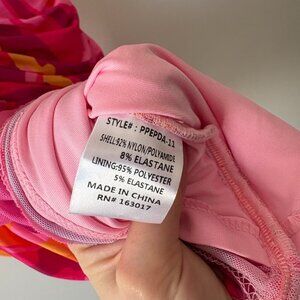 STYLE# : PPEPDA-11
SHELL:92% NYLON/POLYAMIDE
8% ELASTANE
LINING:95% POLYESTER
5% ELASTANE
MADE IN CHINA
RN# 163017